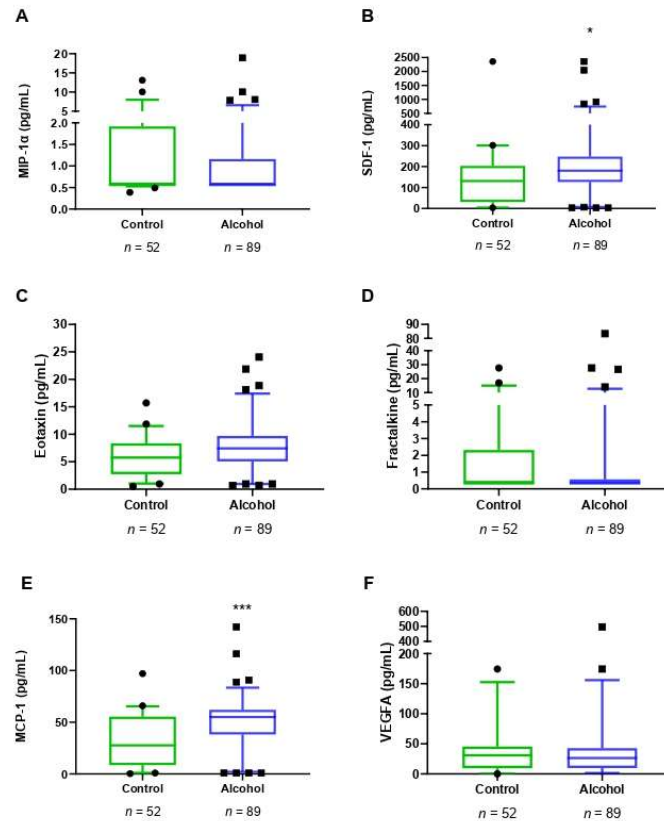 A
MIP-1α (pg/mL)
20
15
10
5
2.0
1.5
1.0
0.5
0.0
Control
Alcohol
n = 52
n = 89
B
*
SDF-1 (pg/mL)
2500
2000
1500
1000
500
400
300
200
100
0
Control
Alcohol
n = 52
n = 89
C
Eotaxin (pg/mL)
30
25
20
15
10
5
0
Control
Alcohol
n = 52
n = 89
D
Fractalkine (pg/mL)
90
80
40
30
20
10
5
4
3
2
1
0
Control
Alcohol
n = 52
n = 89
E
***
MCP-1 (pg/mL)
150
100
50
0
Control
Alcohol
n = 52
n = 89
F
VEGFA (pg/mL)
600
500
400
200
150
100
50
0
Control
Alcohol
n = 52
n = 89